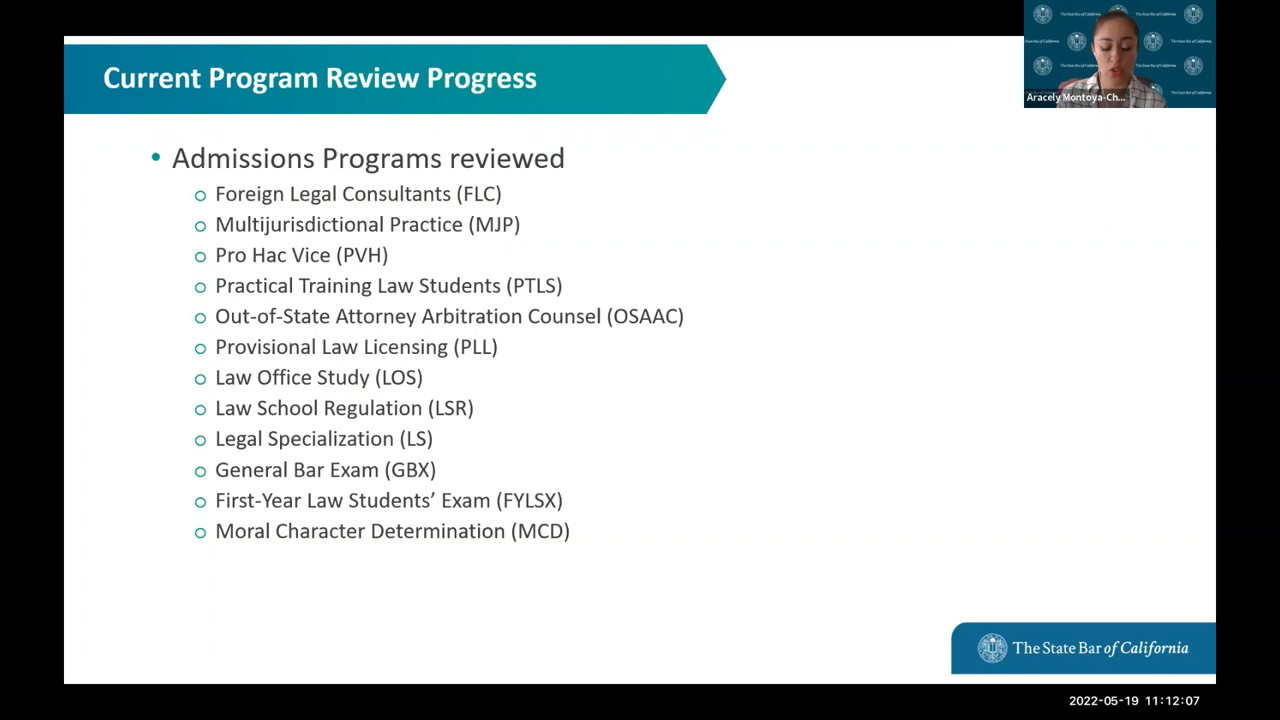 Current Program Review Progress
Aracely Montoya-Ch...
• Admissions Programs reviewed
o Foreign Legal Consultants (FLC)
o Multijurisdictional Practice (MJP)
o Pro Hac Vice (PVH)
o Practical Training Law Students (PTLS)
o Out-of-State Attorney Arbitration Counsel (OSAAC)
o Provisional Law Licensing (PLL)
o Law Office Study (LOS)
o Law School Regulation (LSR)
o Legal Specialization (LS)
o General Bar Exam (GBX)
o First-Year Law Students’ Exam (FYLSX)
o Moral Character Determination (MCD)
The State Bar of California
2022-05-19 11:12:07